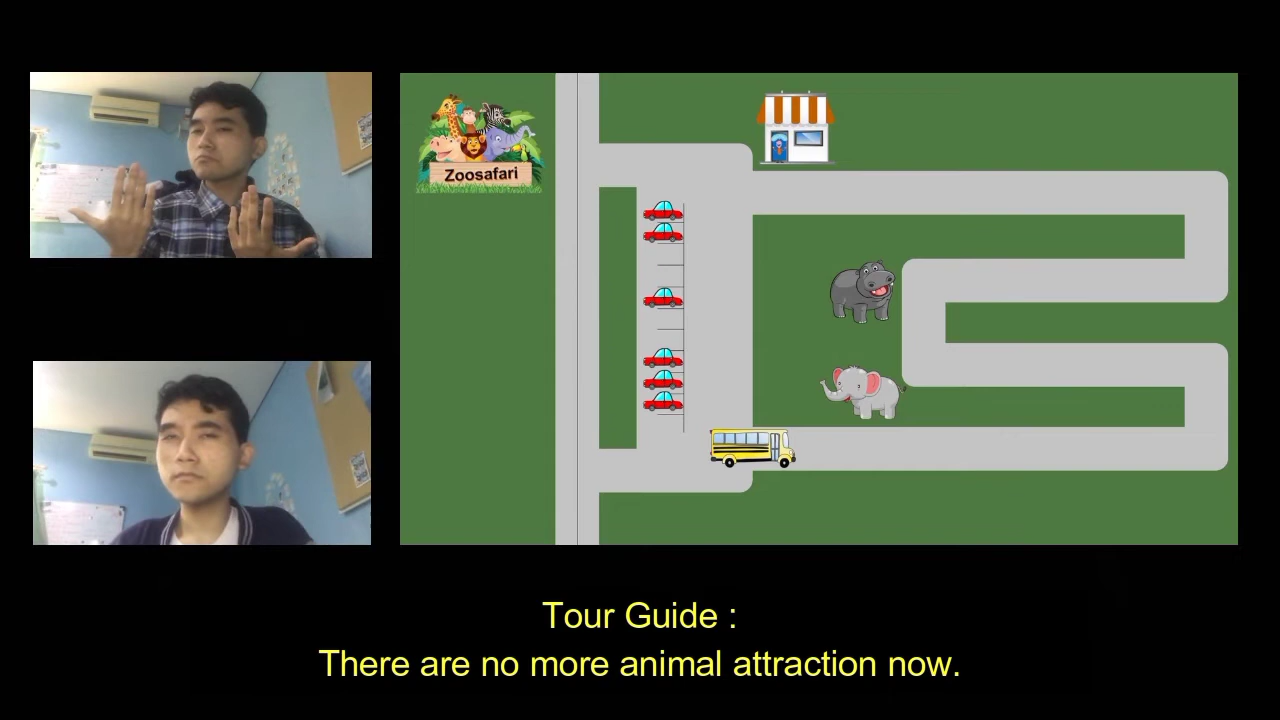 Zoosafari
Tour Guide :
There are no more animal attraction now.